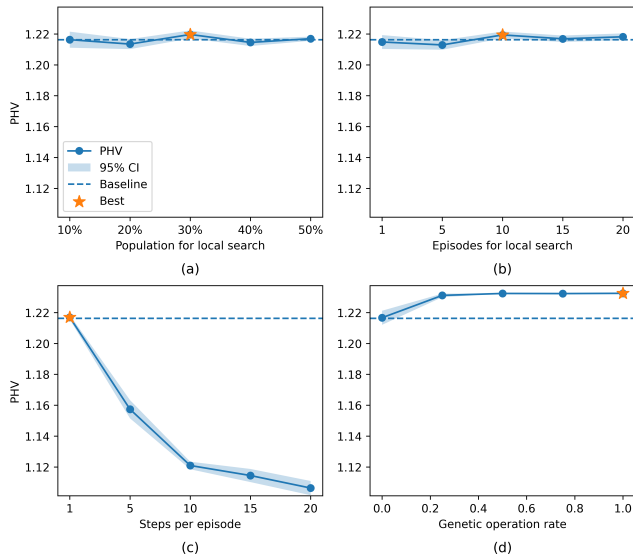 PHV
1.22
1.20
1.18
1.16
1.14
1.12
PHV
95% CI
Baseline
Best
10% 20% 30% 40% 50%
Population for local search
(a)
1.22
1.20
1.18
1.16
1.14
1.12
1 5 10 15 20
Episodes for local search
(b)
PHV
1.22
1.20
1.18
1.16
1.14
1.12
1 5 10 15 20
Steps per episode
(c)
1.22
1.20
1.18
1.16
1.14
1.12
0.0 0.2 0.4 0.6 0.8 1.0
Genetic operation rate
(d)